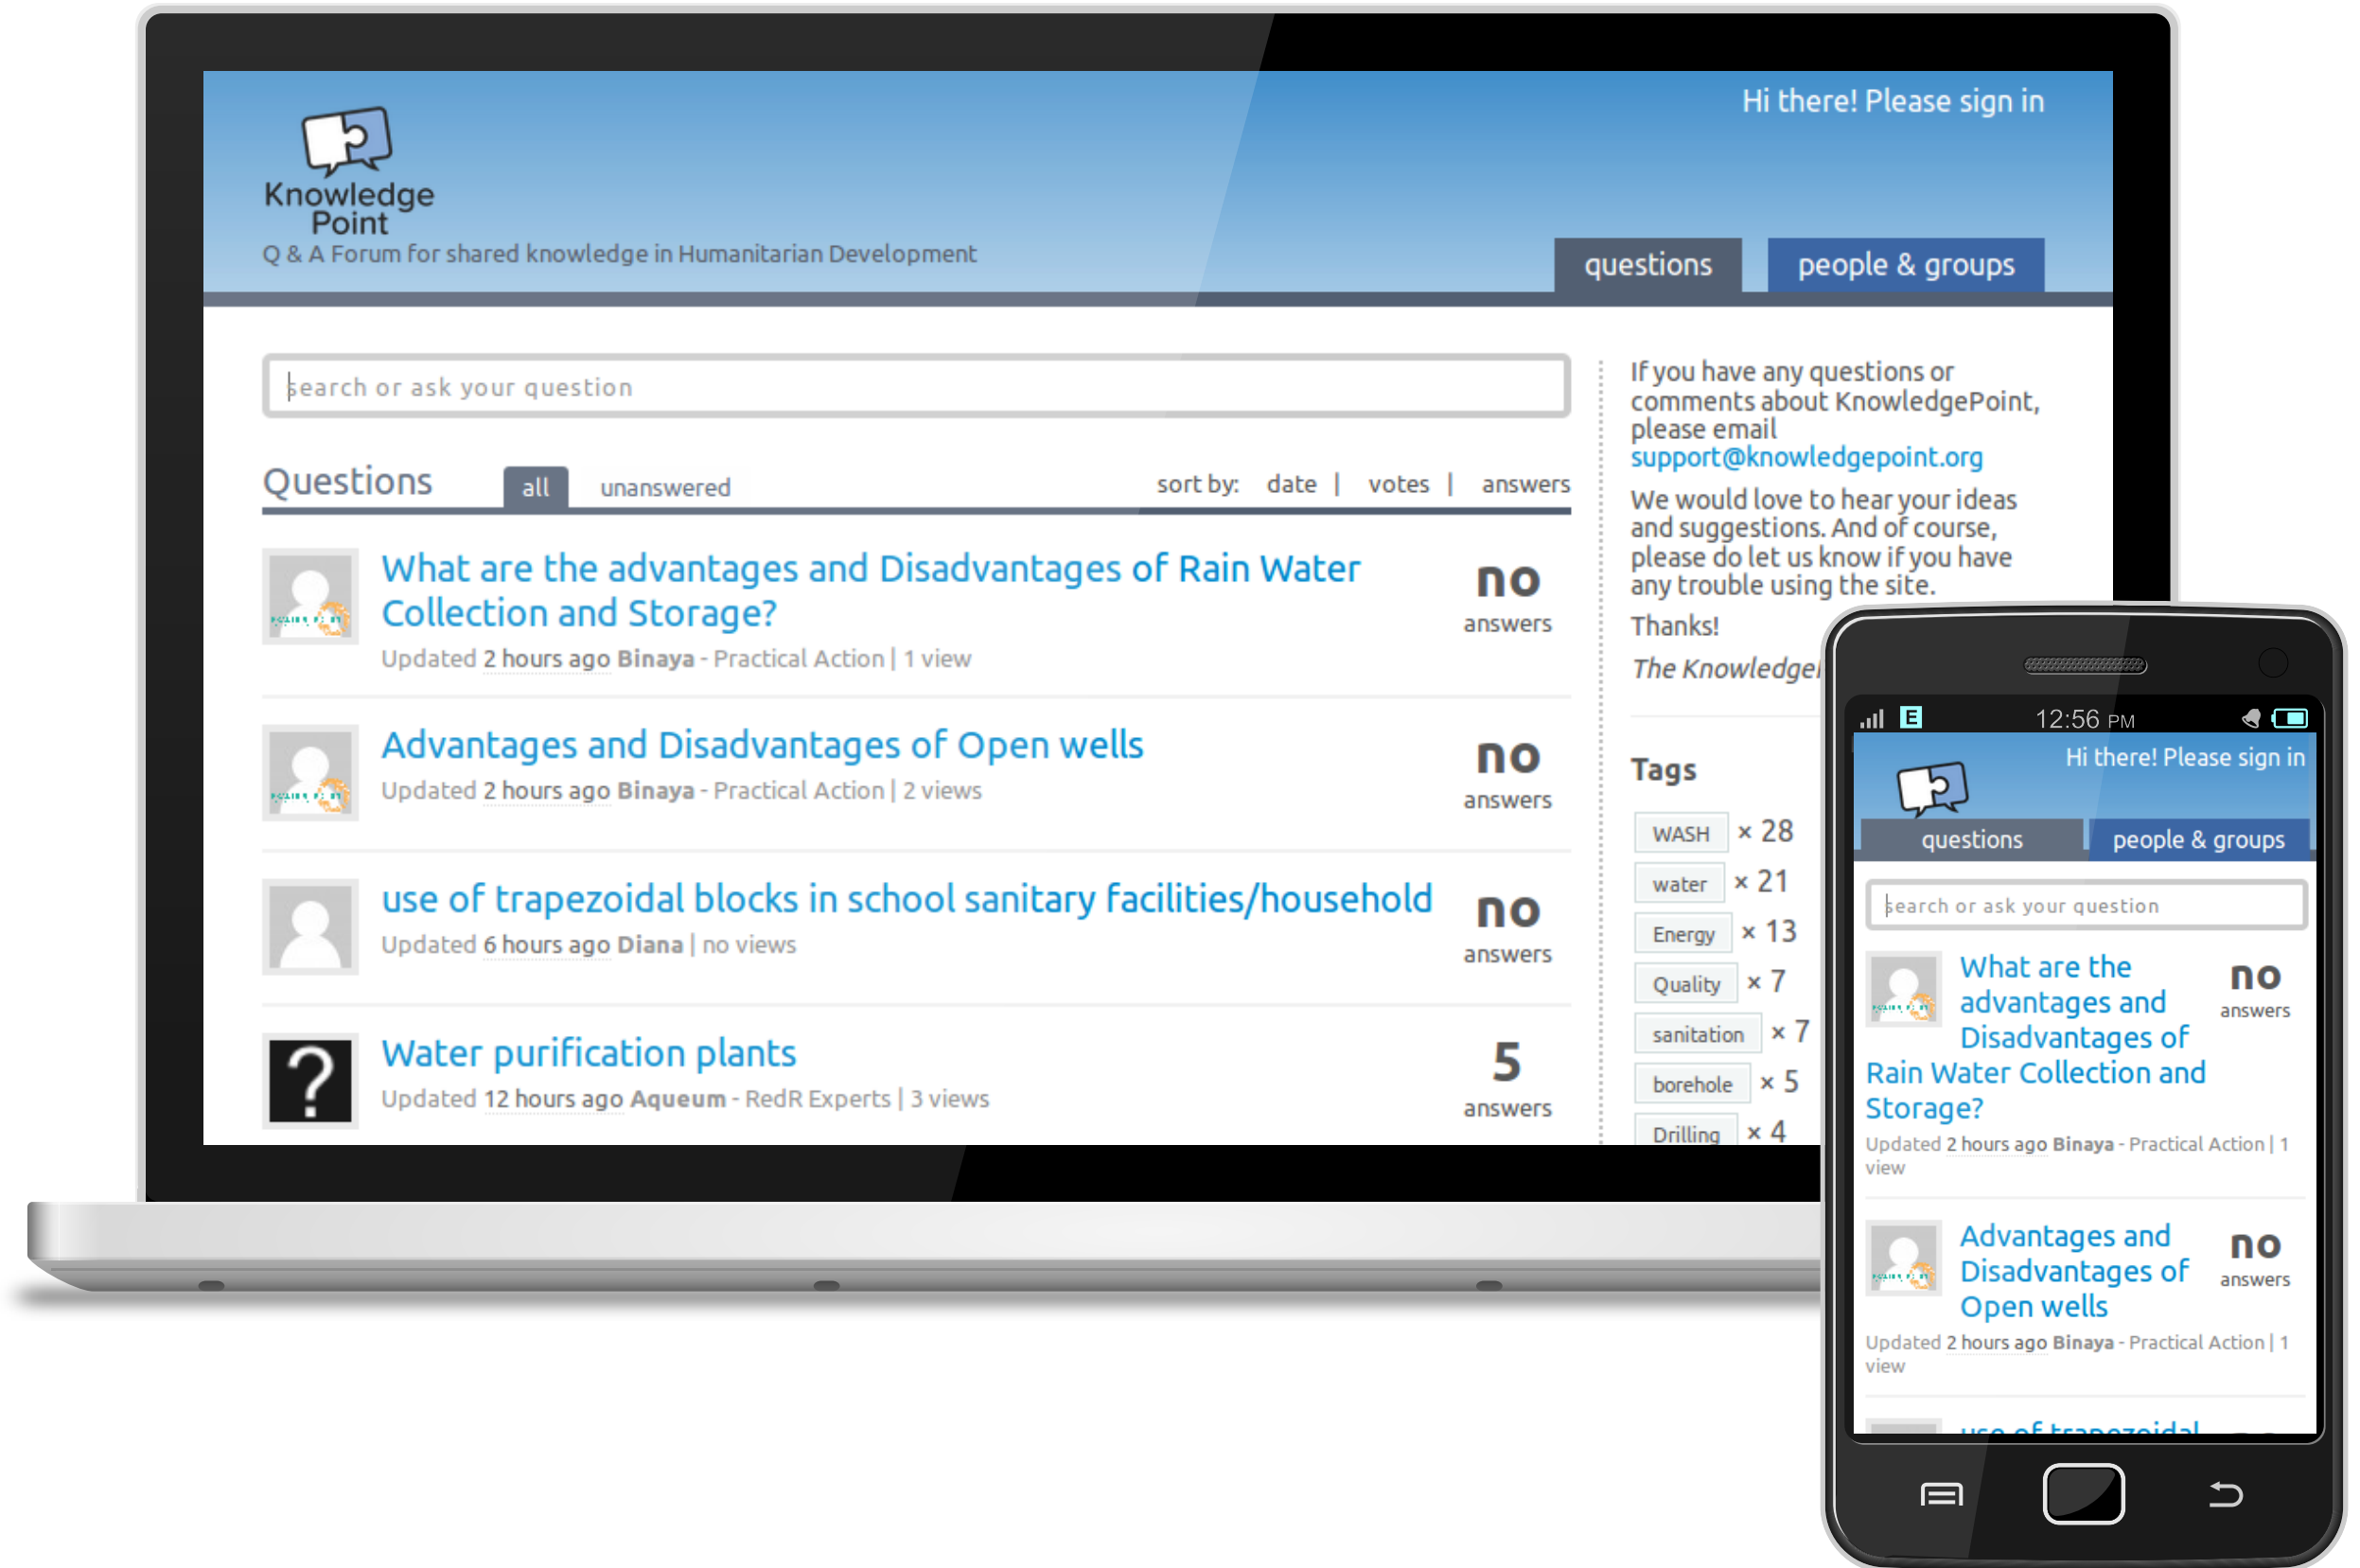 Hi there! Please sign in
Knowledge
Point
Q & A Forum for shared knowledge in Humanitarian Development
questions
people & groups
search or ask your question
Questions
all
unanswered
sort by: date | votes | answers
What are the advantages and Disadvantages of Rain Water
Collection and Storage?
Updated 2 hours ago Binaya - Practical Action | 1 view
no
answers
Advantages and Disadvantages of Open wells
Updated 2 hours ago Binaya - Practical Action | 2 views
no
answers
use of trapezoidal blocks in school sanitary facilities/household
Updated 6 hours ago Diana | no views
no
answers
?
Water purification plants
Updated 12 hours ago Aqueum - RedR Experts | 3 views
5
answers
If you have any questions or
comments about KnowledgePoint,
please email
support@knowledgepoint.org
We would love to hear your ideas
and suggestions. And of course,
please do let us know if you have
any trouble using the site.
Thanks!
The Knowledge
Tags
WASH × 28
water × 21
Energy × 13
Quality × 7
sanitation × 7
borehole × 5
Drilling × 4
E
12:56 PM
Hi there! Please sign in
questions
people & groups
search or ask your question
What are the
advantages and
Disadvantages of
Rain Water Collection and
Storage?
no
answers
Updated 2 hours ago Binaya - Practical Action | 1
view
Advantages and
Disadvantages of
Open wells
no
answers
Updated 2 hours ago Binaya - Practical Action | 1
view
use of trapezoidal